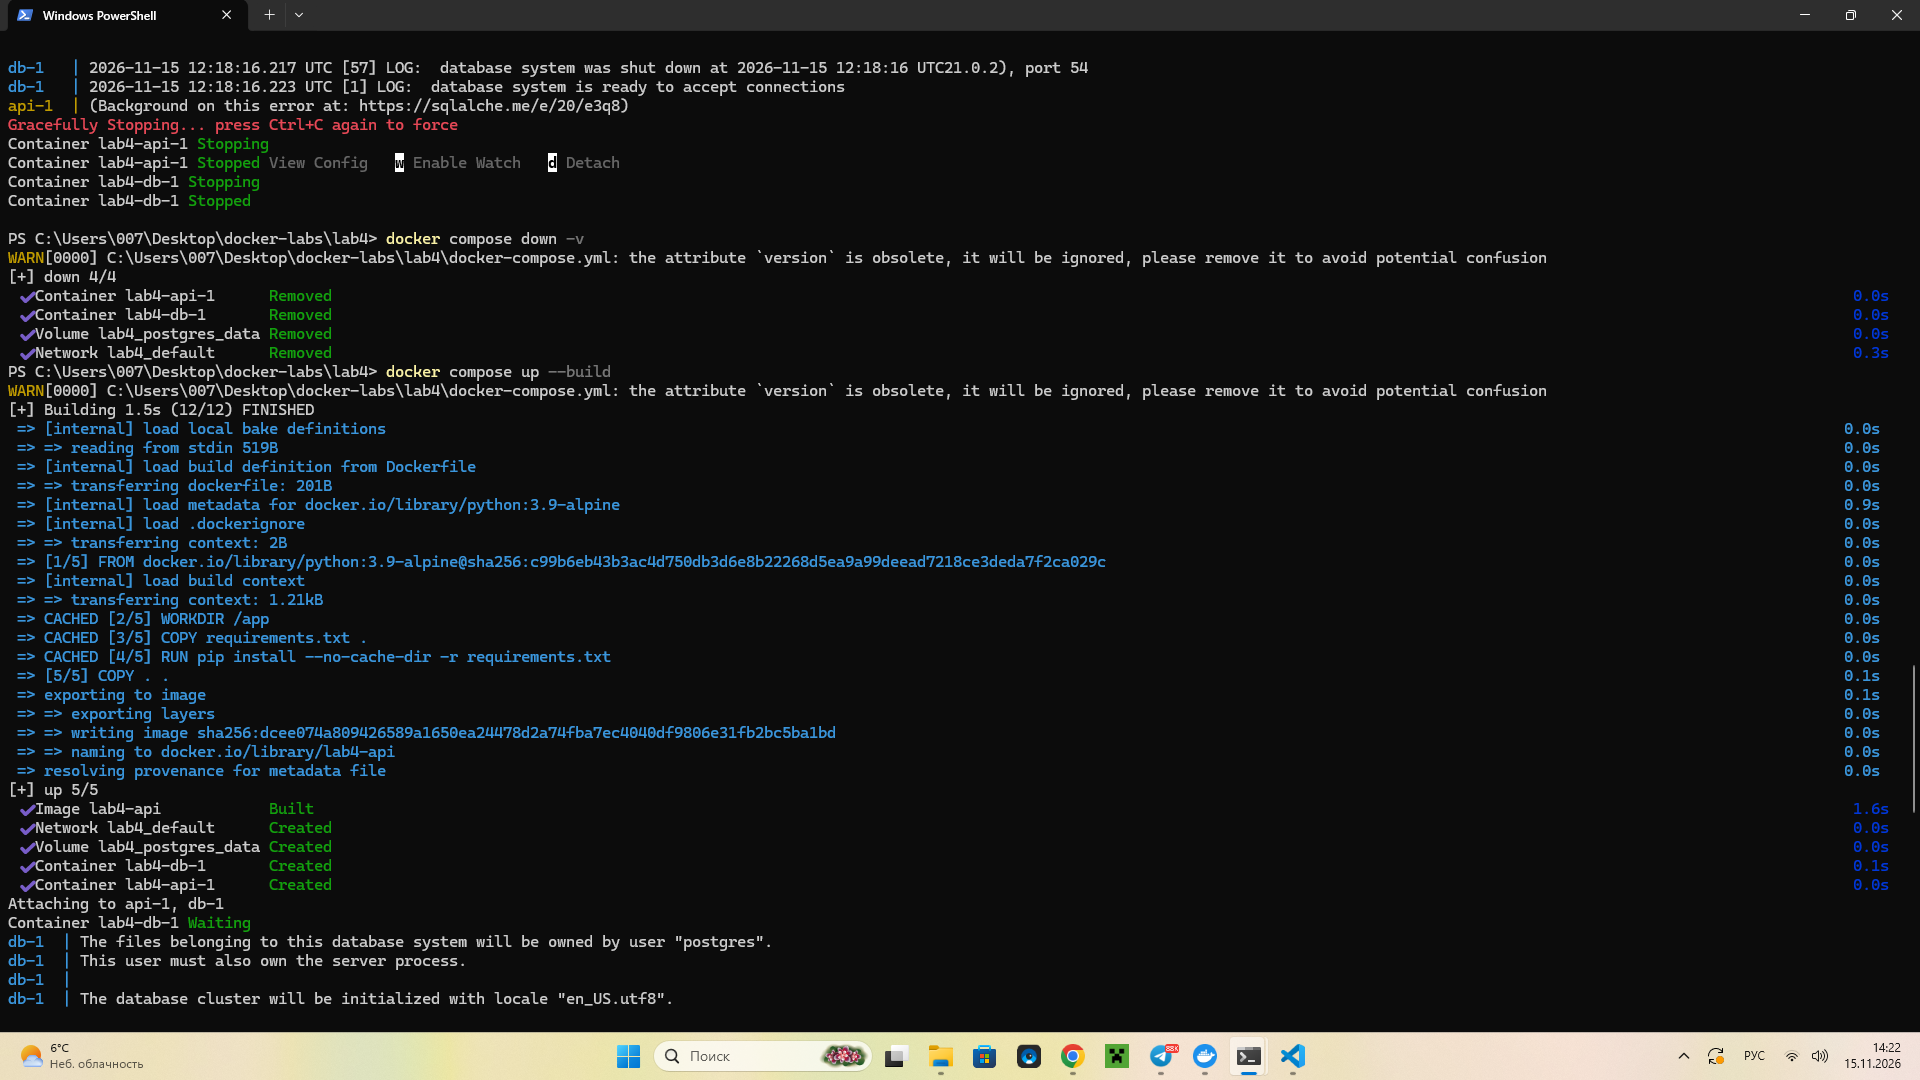 Windows PowerShell
db-1 | 2026-11-15 12:18:16.217 UTC [57] LOG:  database system was shut down at 2026-11-15 12:18:16 UTC21.0.2), port 54
db-1 | 2026-11-15 12:18:16.223 UTC [1] LOG:  database system is ready to accept connections
api-1 | (Background on this error at: https://sqlalche.me/e/20/e3q8)
Gracefully Stopping... press Ctrl+C again to force
Container lab4-api-1 Stopping
Container lab4-api-1 Stopped View Config w Enable Watch d Detach
Container lab4-db-1 Stopping
Container lab4-db-1 Stopped
PS C:\Users\007\Desktop\docker-labs\lab4> docker compose down -v
WARN[0000] C:\Users\007\Desktop\docker-labs\lab4\docker-compose.yml: the attribute `version` is obsolete, it will be ignored, please remove it to avoid potential confusion
[+] down 4/4
✔Container lab4-api-1 Removed 0.0s
✔Container lab4-db-1 Removed 0.0s
✔Volume lab4_postgres_data Removed 0.0s
✔Network lab4_default Removed 0.3s
PS C:\Users\007\Desktop\docker-labs\lab4> docker compose up --build
WARN[0000] C:\Users\007\Desktop\docker-labs\lab4\docker-compose.yml: the attribute `version` is obsolete, it will be ignored, please remove it to avoid potential confusion
[+] Building 1.5s (12/12) FINISHED
=> [internal] load local bake definitions 0.0s
=> => reading from stdin 519B 0.0s
=> [internal] load build definition from Dockerfile 0.0s
=> => transferring dockerfile: 201B 0.0s
=> [internal] load metadata for docker.io/library/python:3.9-alpine 0.9s
=> [internal] load .dockerignore 0.0s
=> => transferring context: 2B 0.0s
=> [1/5] FROM docker.io/library/python:3.9-alpine@sha256:c99b6eb43b3ac4d750db3d6e8b22268d5ea9a99deead7218ce3deda7f2ca029c 0.0s
=> [internal] load build context 0.0s
=> => transferring context: 1.21kB 0.0s
=> CACHED [2/5] WORKDIR /app 0.0s
=> CACHED [3/5] COPY requirements.txt . 0.0s
=> CACHED [4/5] RUN pip install --no-cache-dir -r requirements.txt 0.0s
=> [5/5] COPY . . 0.1s
=> exporting to image 0.1s
=> => exporting layers 0.0s
=> => writing image sha256:dcee074a809426589a1650ea24478d2a74fba7ec4040df9806e31fb2bc5ba1bd 0.0s
=> => naming to docker.io/library/lab4-api 0.0s
=> resolving provenance for metadata file 0.0s
[+] up 5/5
✔Image lab4-api Built 1.6s
✔Network lab4_default Created 0.0s
✔Volume lab4_postgres_data Created 0.0s
✔Container lab4-db-1 Created 0.1s
✔Container lab4-api-1 Created 0.0s
Attaching to api-1, db-1
Container lab4-db-1 Waiting
db-1 | The files belonging to this database system will be owned by user "postgres".
db-1 | This user must also own the server process.
db-1 |
db-1 | The database cluster will be initialized with locale "en_US.utf8".
6°C
Неб. облачность
Поиск
РУС
14:22
15.11.2026